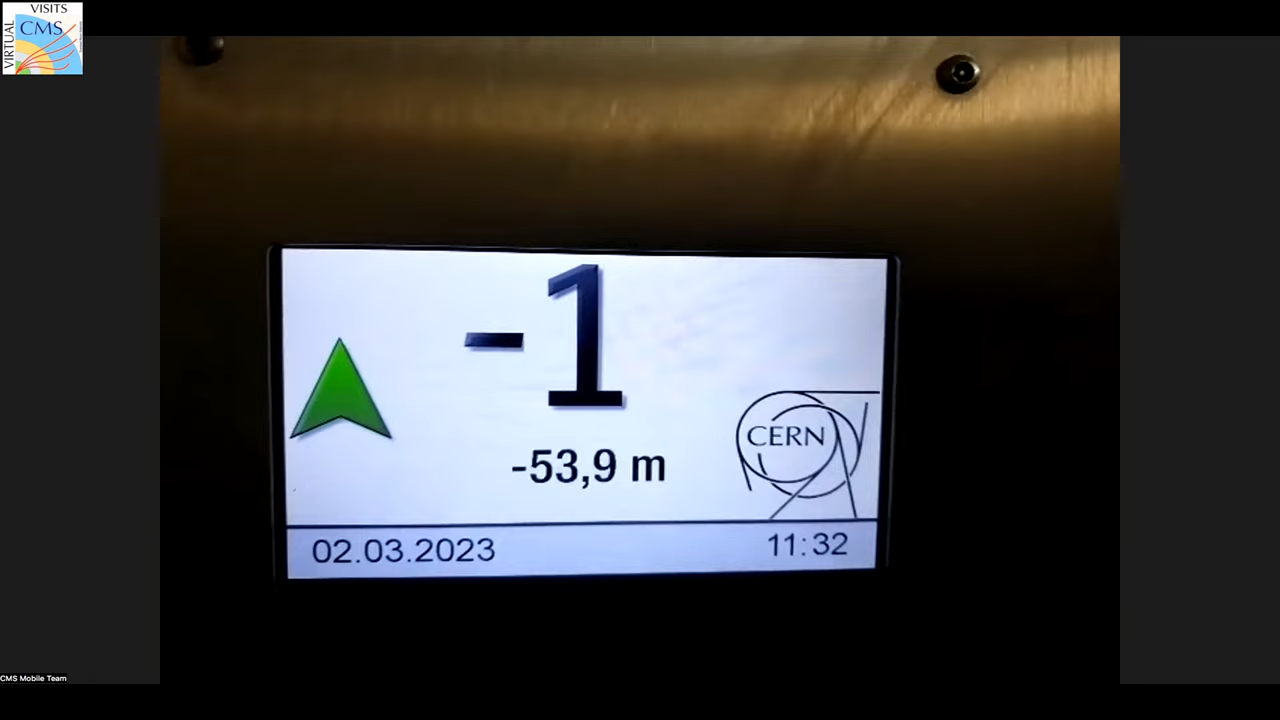 VISITS
VIRTUAL
CMS
-1
-53,9 m
CERN
02.03.2023
11:32
CMS Mobile Team